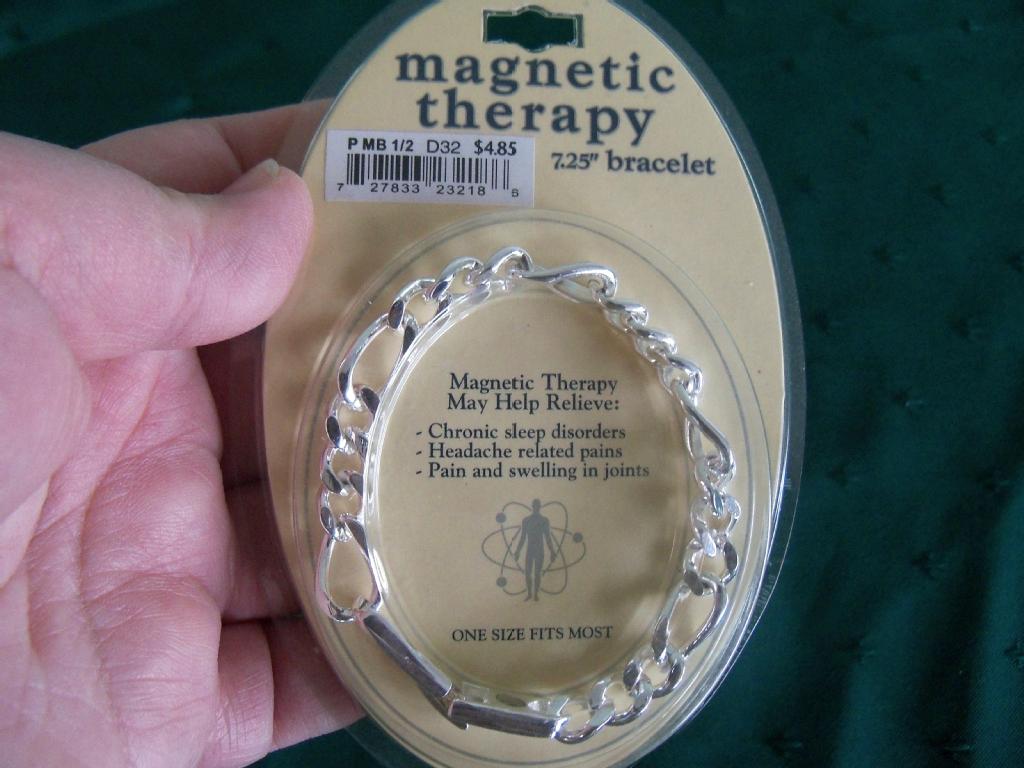 magnetic
therapy
P MB 1/2 D32 $4.85
7 27833 23218 5
7.25" bracelet
Magnetic Therapy
May Help Relieve:
- Chronic sleep disorders
- Headache related pains
- Pain and swelling in joints
ONE SIZE FITS MOST